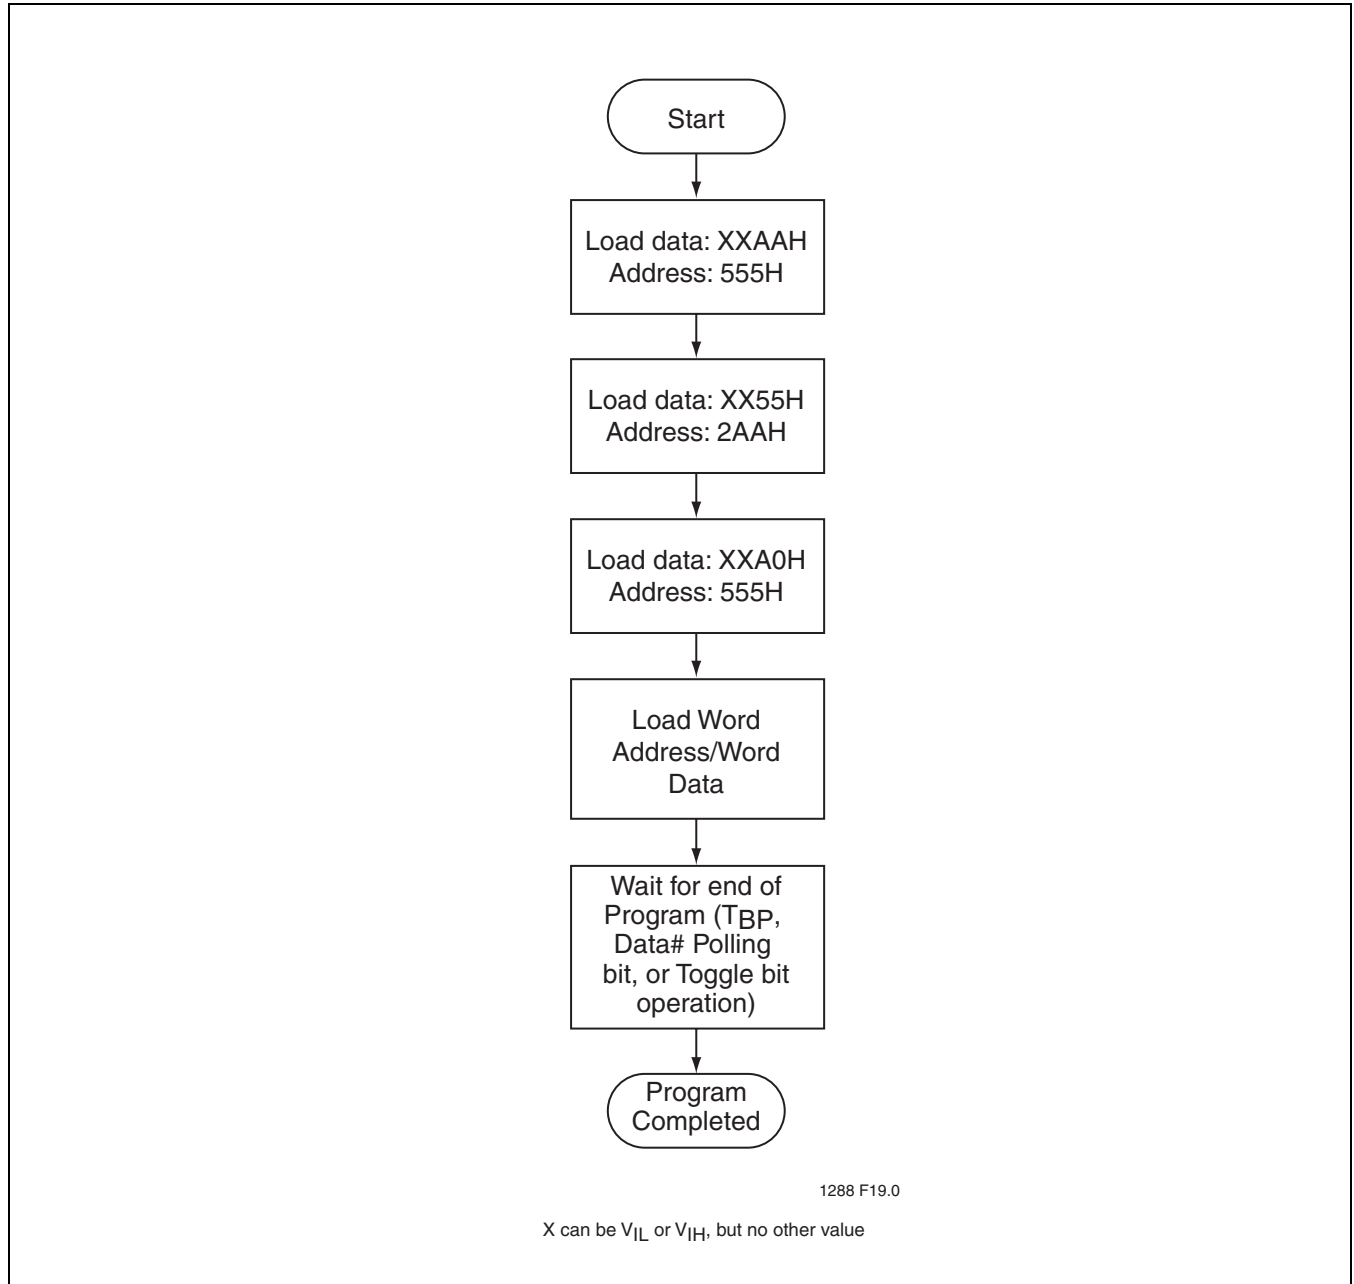 Start
Load data: XXAAH
Address: 555H
Load data: XX55H
Address: 2AAH
Load data: XXA0H
Address: 555H
Load Word
Address/Word
Data
Wait for end of
Program (TBP,
Data# Polling
bit, or Toggle bit
operation)
Program
Completed
1288 F19.0
X can be VIL or VIH, but no other value